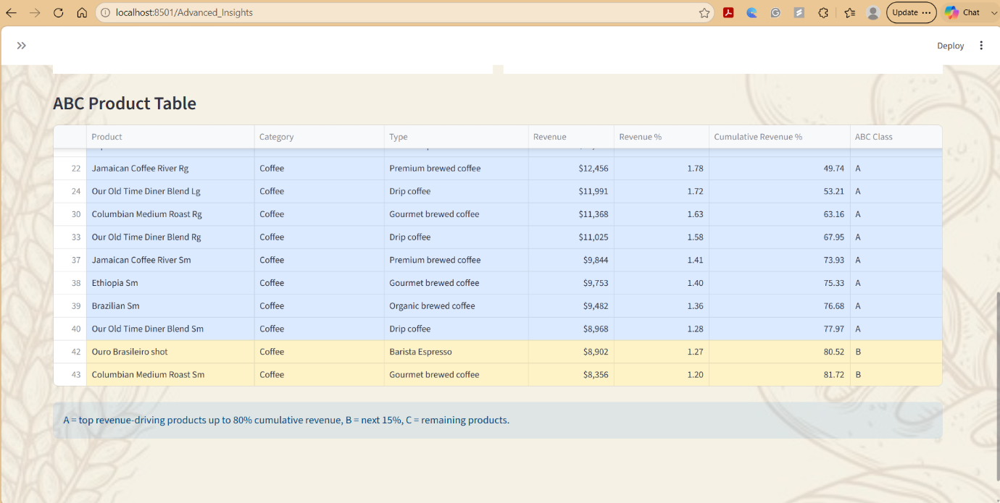 localhost:8501/Advanced_Insights
Update
Chat
Deploy
ABC Product Table
Product Category Type Revenue Revenue % Cumulative Revenue % ABC Class
22 Jamaican Coffee River Rg Coffee Premium brewed coffee $12,456 1.78 49.74 A
24 Our Old Time Diner Blend Lg Coffee Drip coffee $11,991 1.72 53.21 A
30 Columbian Medium Roast Rg Coffee Gourmet brewed coffee $11,368 1.63 63.16 A
33 Our Old Time Diner Blend Rg Coffee Drip coffee $11,025 1.58 67.95 A
37 Jamaican Coffee River Sm Coffee Premium brewed coffee $9,844 1.41 73.93 A
38 Ethiopia Sm Coffee Gourmet brewed coffee $9,753 1.40 75.33 A
39 Brazilian Sm Coffee Organic brewed coffee $9,482 1.36 76.68 A
40 Our Old Time Diner Blend Sm Coffee Drip coffee $8,968 1.28 77.97 A
42 Ouro Brasileiro shot Coffee Barista Espresso $8,902 1.27 80.52 B
43 Columbian Medium Roast Sm Coffee Gourmet brewed coffee $8,356 1.20 81.72 B
A = top revenue-driving products up to 80% cumulative revenue, B = next 15%, C = remaining products.